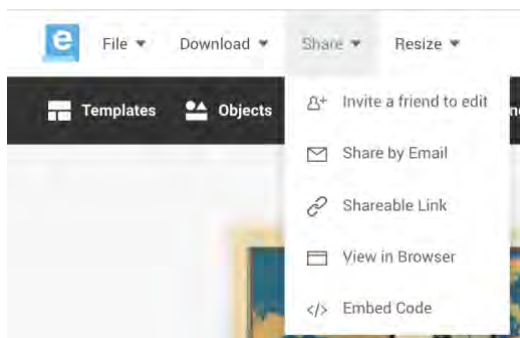 e File Download Share Resize
Templates Objects
Invite a friend to edit
Share by Email
Shareable Link
View in Browser
</> Embed Code